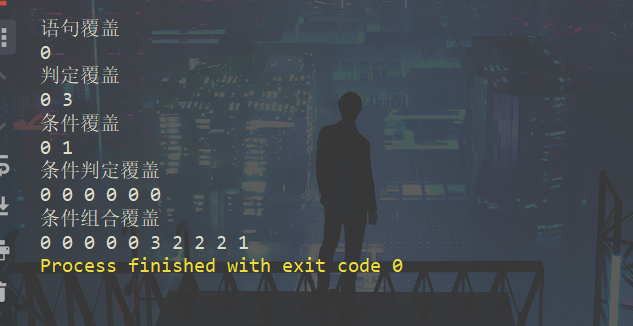 语句覆盖
0
判定覆盖
0 3
条件覆盖
0 1
条件判定覆盖
0 0 0 0 0 0
条件组合覆盖
0 0 0 0 0 3 2 2 2 1
Process finished with exit code 0